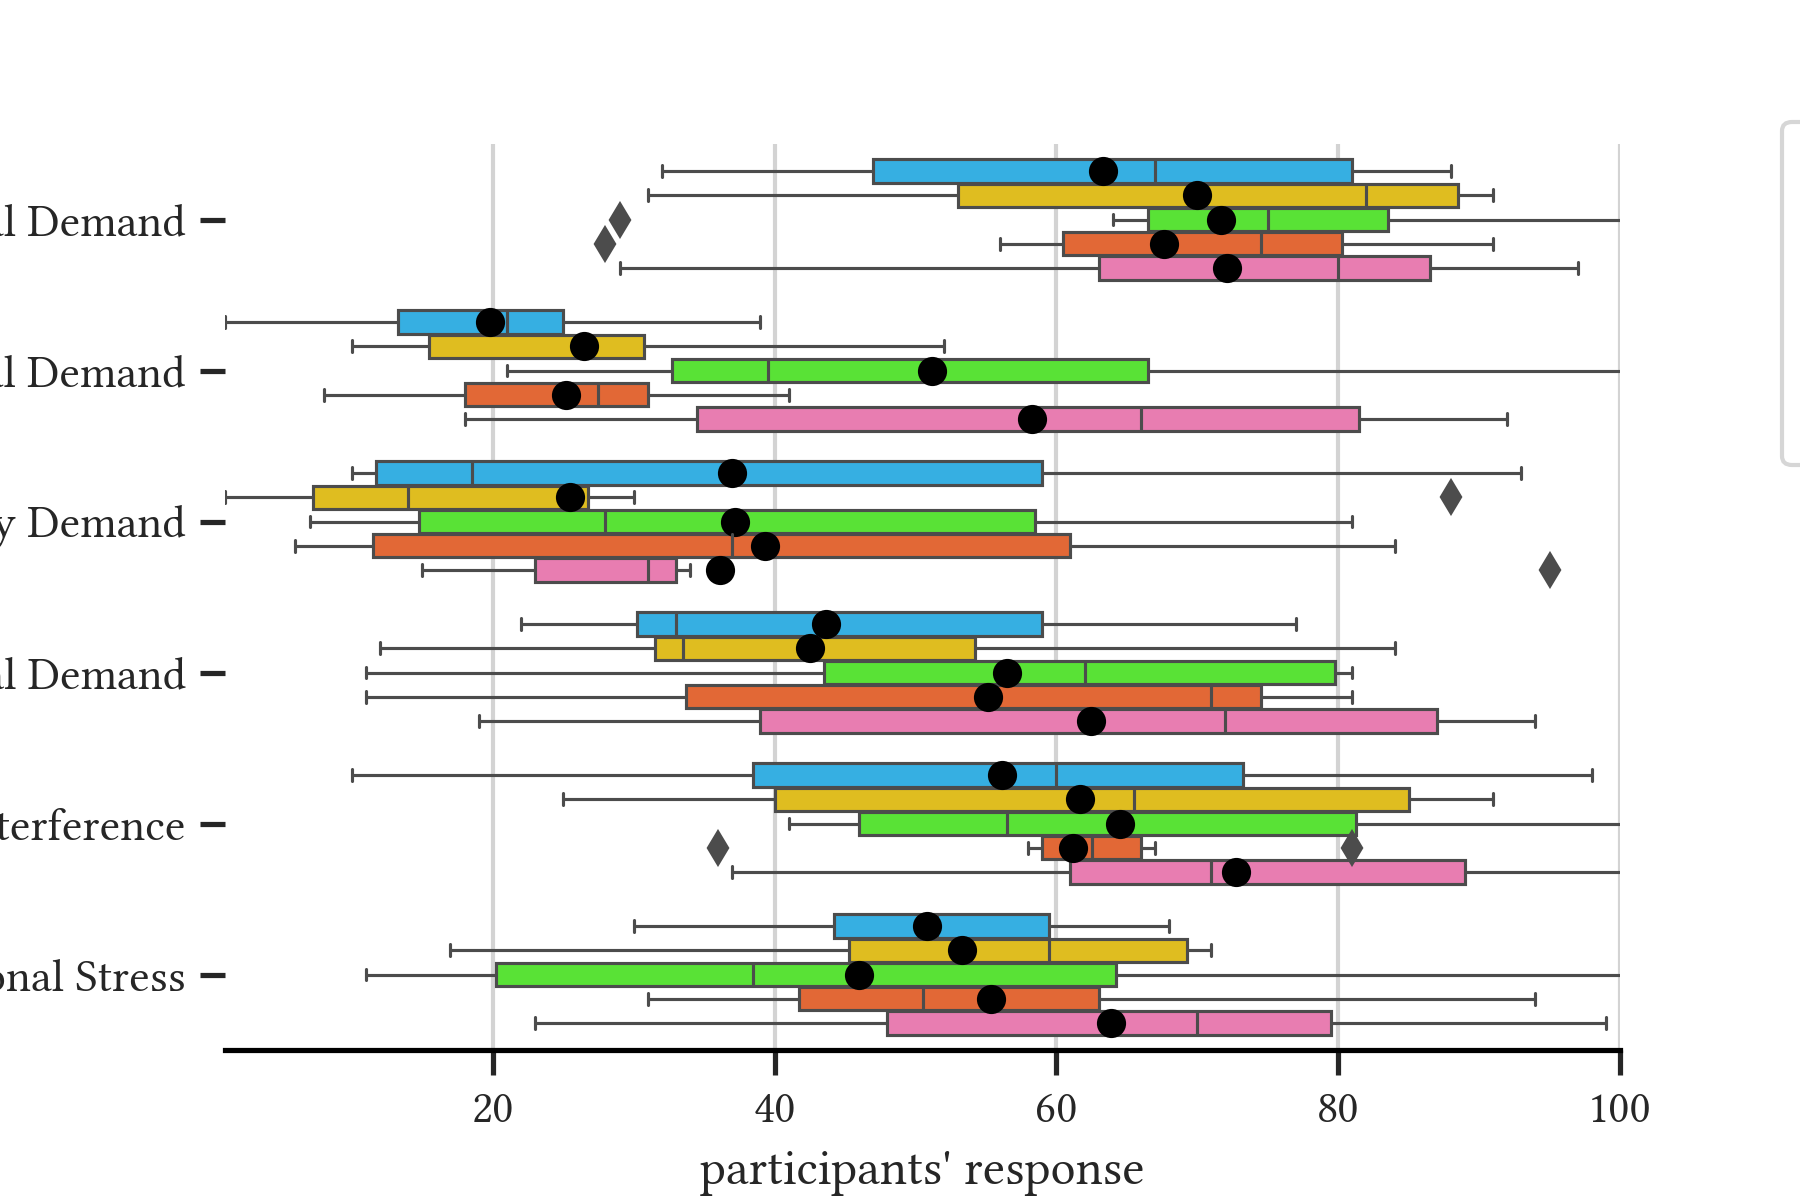 l Demand
l Demand
y Demand
l Demand
terference
onal Stress
20 40 60 80 100
participants' response